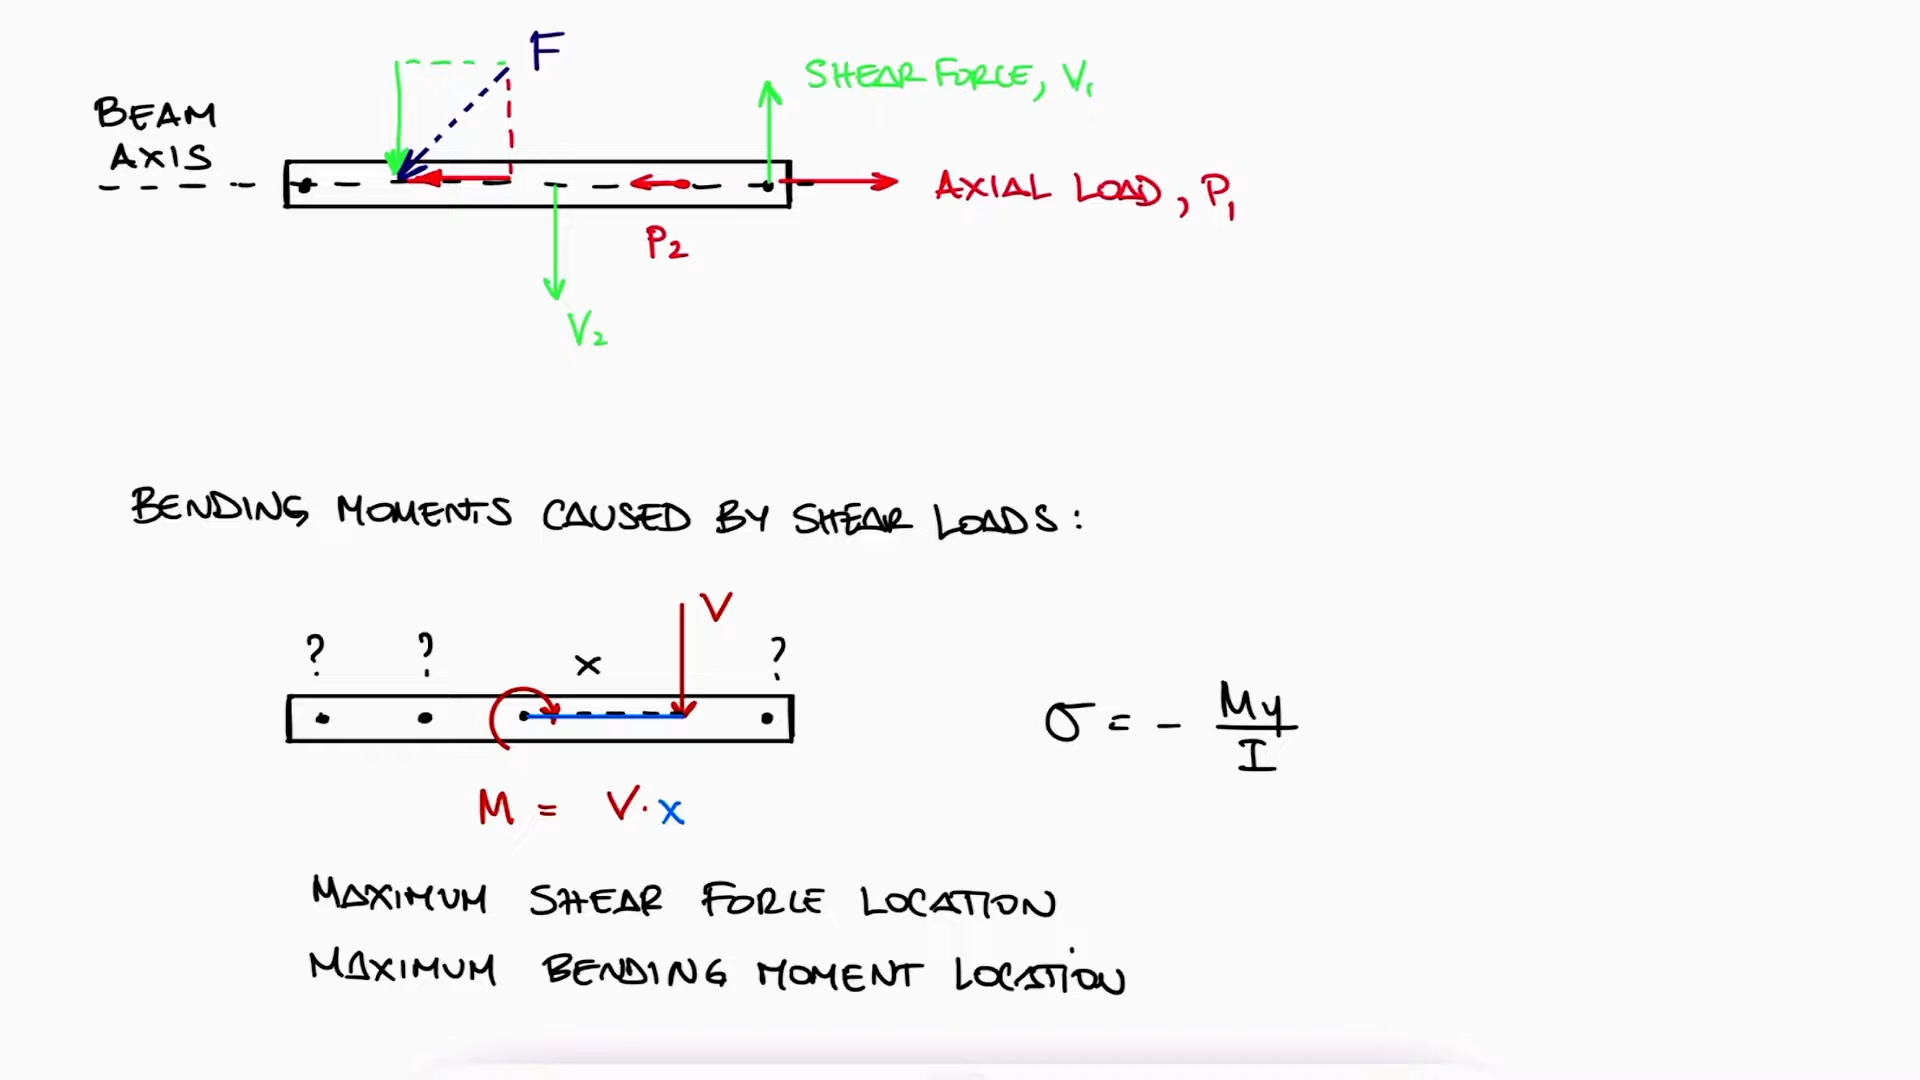 F
SHEAR FORCE, V₁
BEAM
AXIS
AXIAL LOAD, P₁
P₂
V₂
BENDING MOMENTS CAUSED BY SHEAR LOADS:
V
? ? x ?
σ = - My/I
M = V·x
MAXIMUM SHEAR FORCE LOCATION
MAXIMUM BENDING MOMENT LOCATION